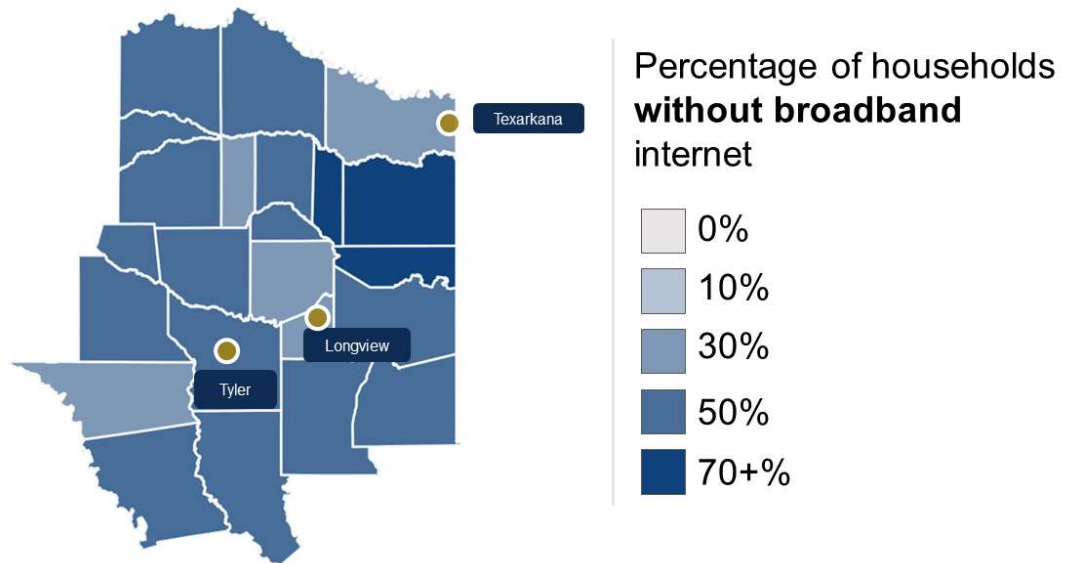 Texarkana
Longview
Tyler
Percentage of households
without broadband
internet
0%
10%
30%
50%
70+%